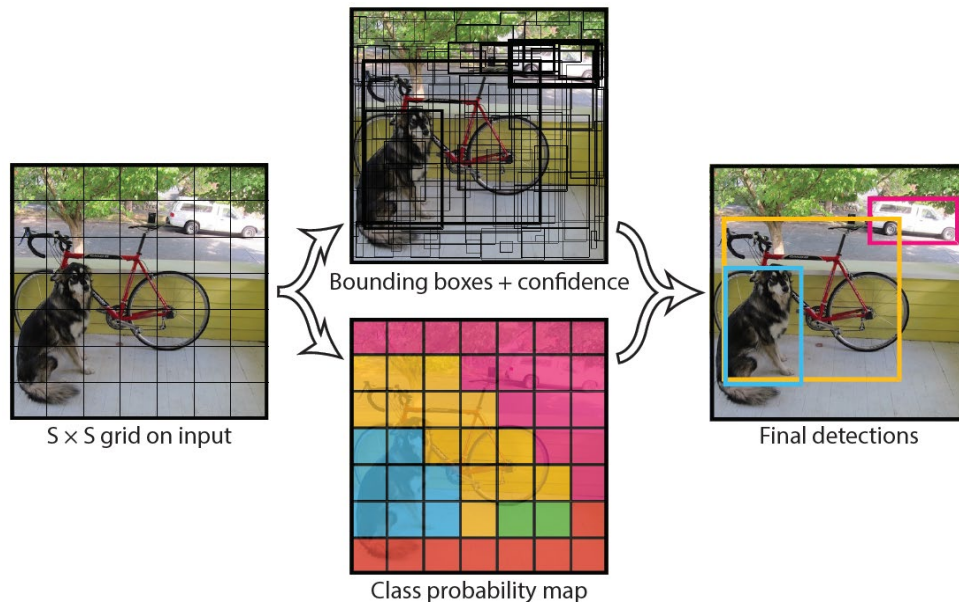 Bounding boxes + confidence
S × S grid on input
Final detections
Class probability map